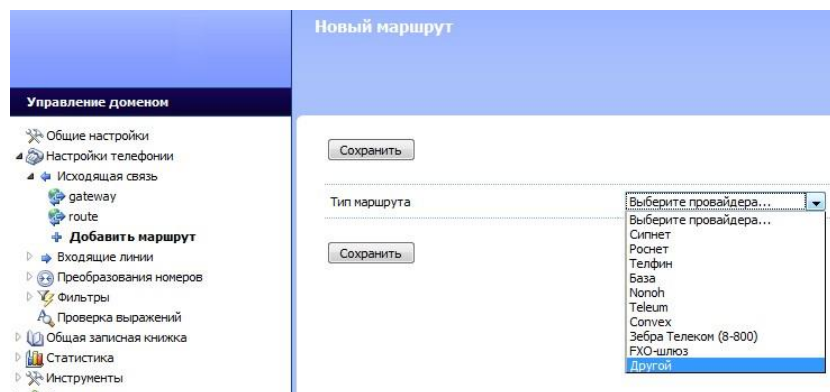 Новый маршрут
Управление доменом
Общие настройки
Настройки телефонии
Исходящая связь
gateway
route
Добавить маршрут
Входящие линии
Преобразования номеров
Фильтры
Проверка выражений
Общая записная книжка
Статистика
Инструменты
Сохранить
Тип маршрута
Выберите провайдера...
Выберите провайдера...
Сипнет
Роснет
Телфин
База
Nonoh
Teleum
Convex
Зебра Телеком (8-800)
FXO-шлюз
Другой
Сохранить